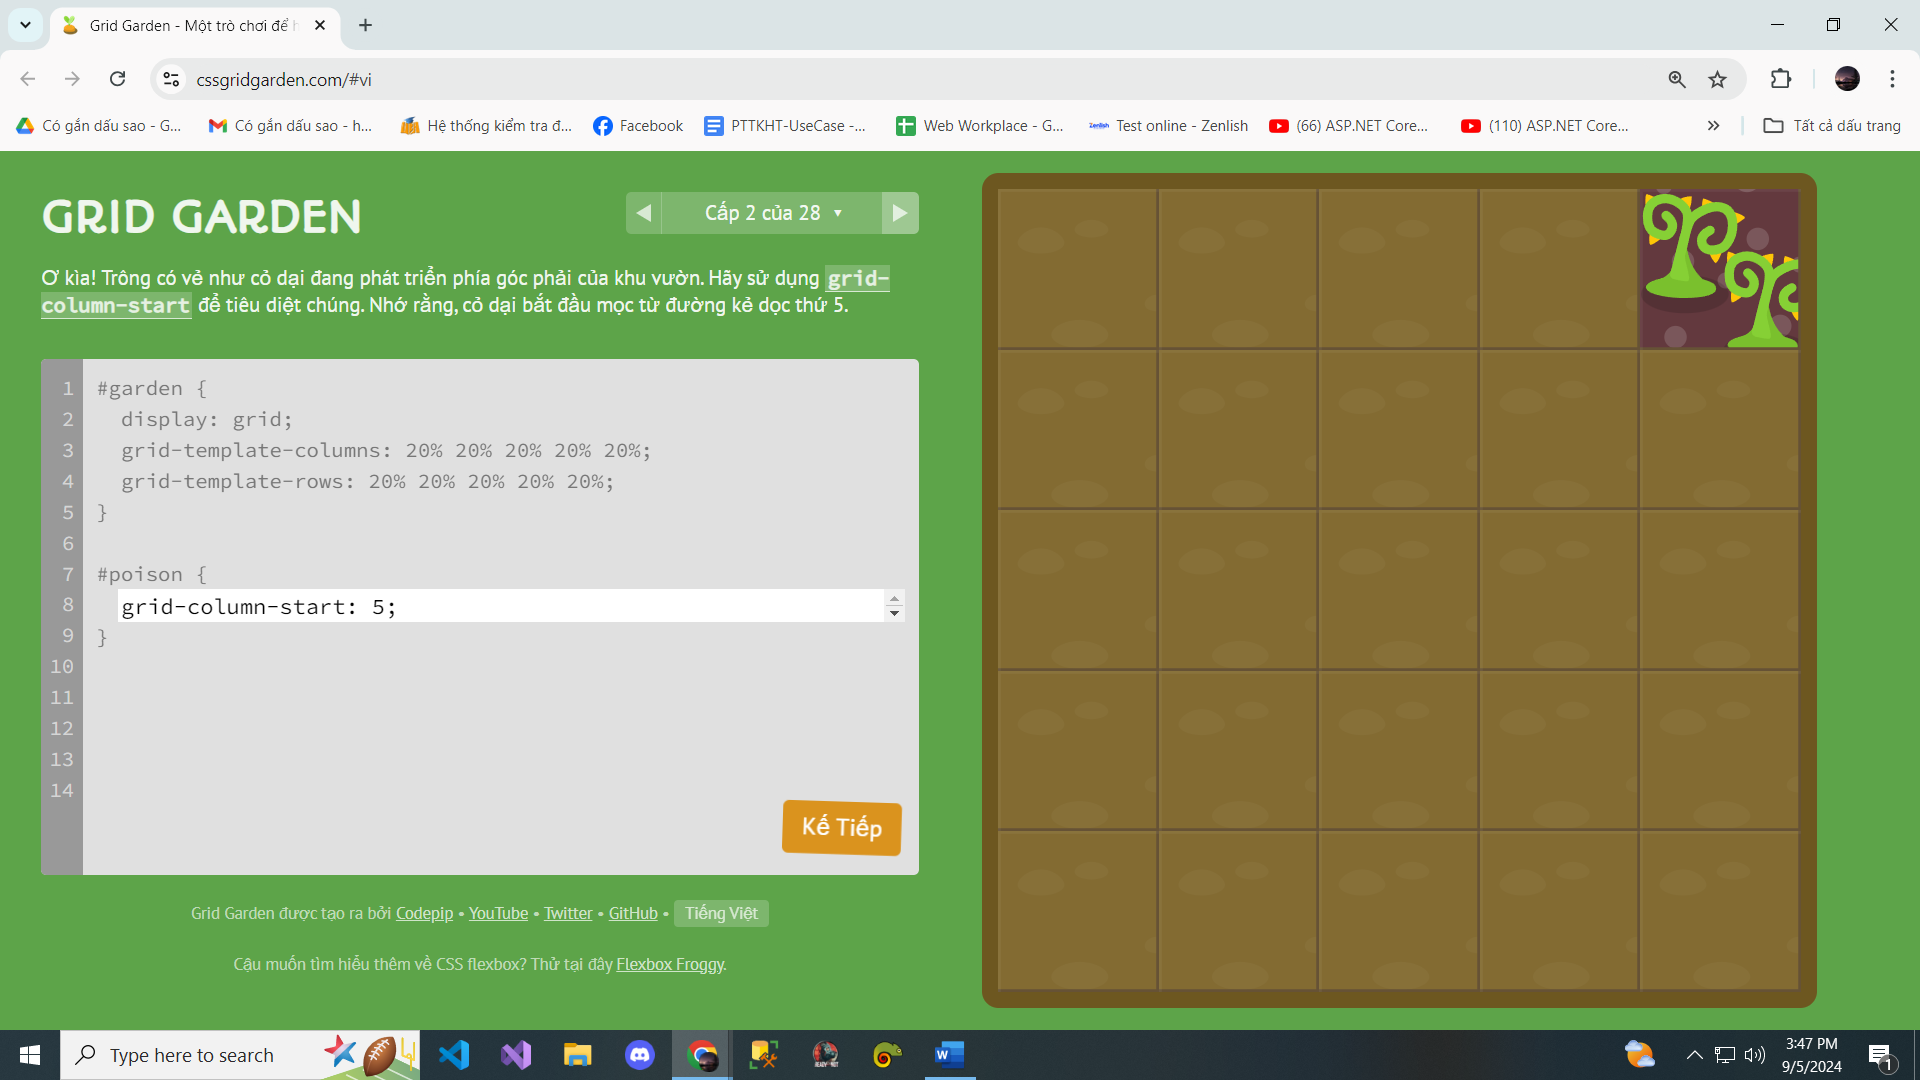 Grid Garden - Một trò chơi để h
cssgridgarden.com/#vi
Có gắn dấu sao - G...
Có gắn dấu sao - h...
Hệ thống kiểm tra đ...
Facebook
PTTKHT-UseCase -...
Web Workplace - G...
Zenlish
Test online - Zenlish
(66) ASP.NET Core...
(110) ASP.NET Core...
Tất cả dấu trang
GRID GARDEN
Cấp 2 của 28
Ơ kìa! Trông có vẻ như cỏ dại đang phát triển phía góc phải của khu vườn. Hãy sử dụng grid-
column-start để tiêu diệt chúng. Nhớ rằng, cỏ dại bắt đầu mọc từ đường kẻ dọc thứ 5.
1 #garden {
2 display: grid;
3 grid-template-columns: 20% 20% 20% 20% 20%;
4 grid-template-rows: 20% 20% 20% 20% 20%;
5 }
6
7 #poison {
8 grid-column-start: 5;
9 }
10
11
12
13
14
Kế Tiếp
Grid Garden được tạo ra bởi Codepip • YouTube • Twitter • GitHub • Tiếng Việt
Cậu muốn tìm hiểu thêm về CSS flexbox? Thử tại đây Flexbox Froggy.
Type here to search
READY NOT
W
3:47 PM
9/5/2024
1